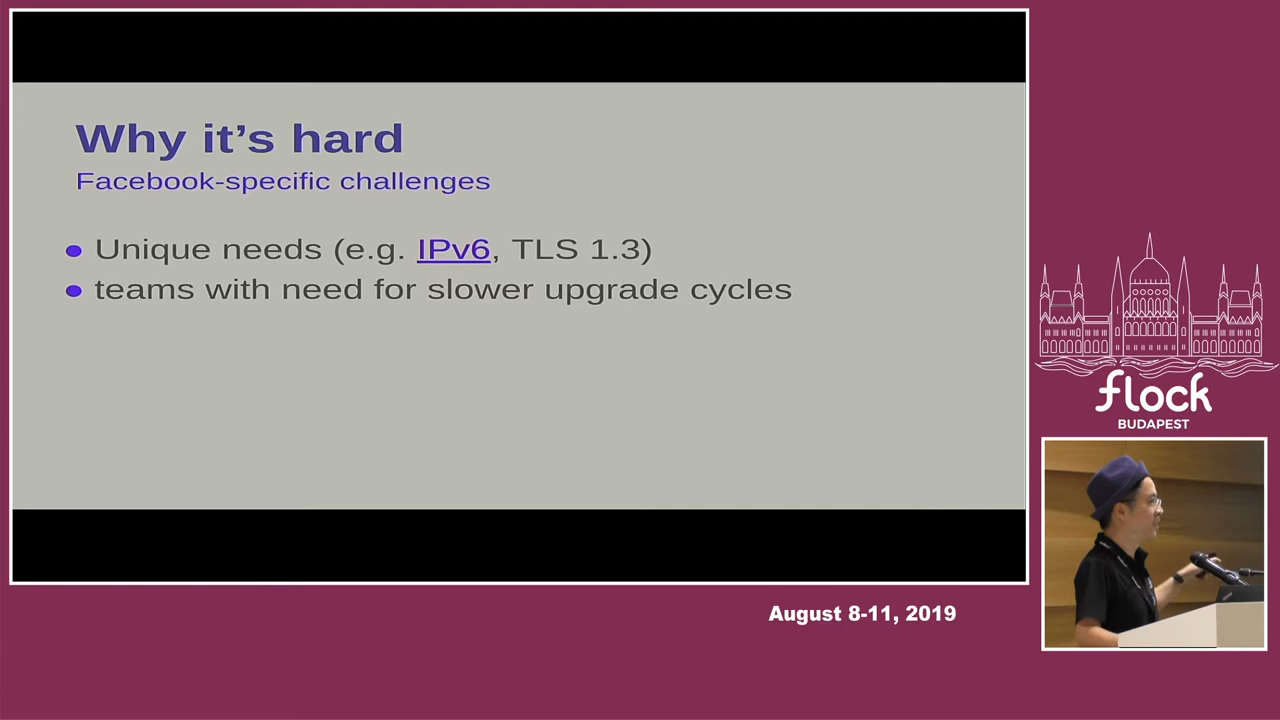 Why it’s hard
Facebook-specific challenges
Unique needs (e.g. IPv6, TLS 1.3)
teams with need for slower upgrade cycles
flock
BUDAPEST
August 8-11, 2019